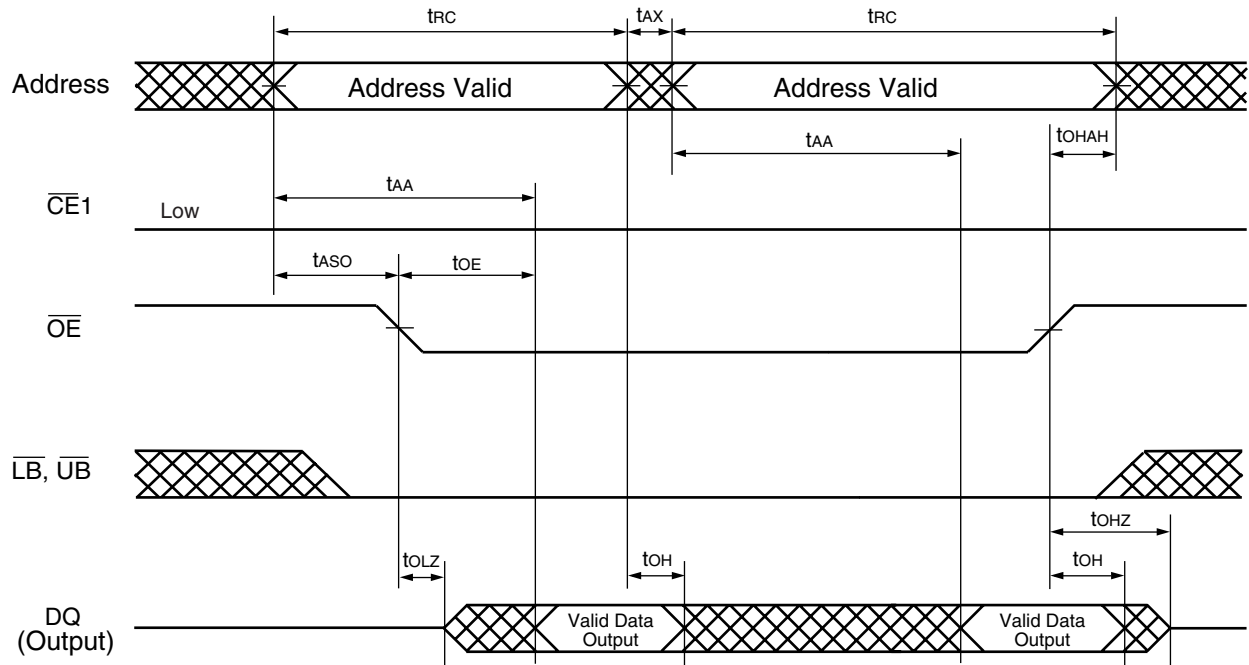 tRC tAX tRC
Address Address Valid Address Valid
tAA tOHAH
tAA
CE1 Low
tASO tOE
OE
LB, UB
tOHZ
tOLZ tOH tOH
DQ
(Output)
Valid Data
Output
Valid Data
Output